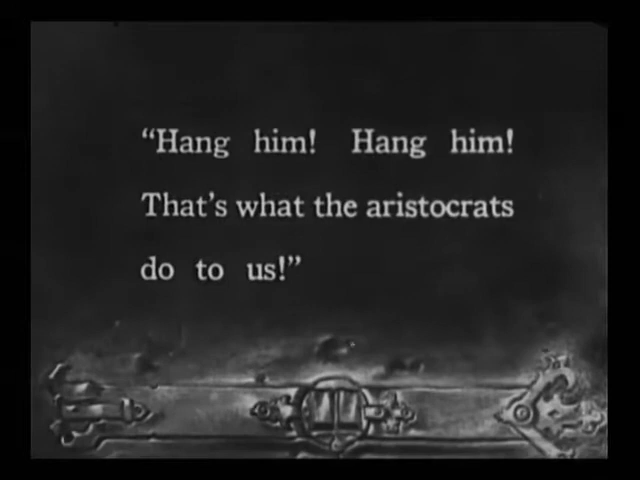 “Hang him! Hang him!
That's what the aristocrats
do to us!”